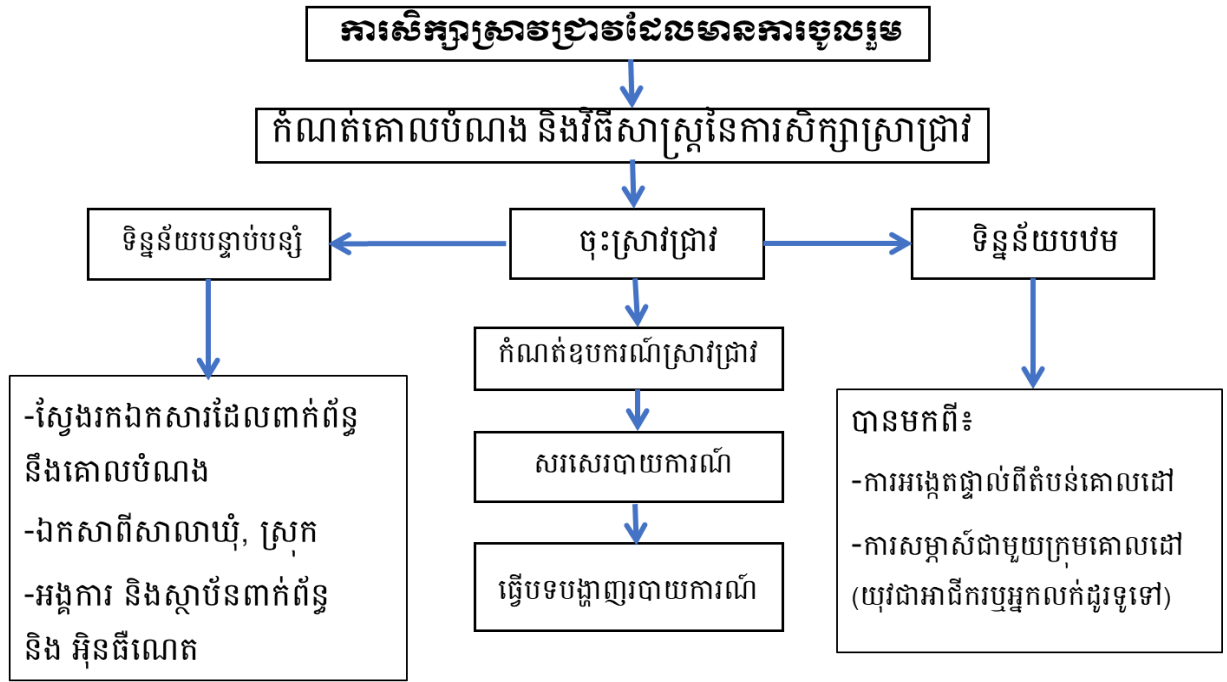 ការសិក្សាស្រាវជ្រាវដែលមានការចូលរួម
កំណត់គោលបំណង និងវិធីសាស្ត្រនៃការសិក្សាស្រាជ្រាវ
ទិន្នន័យបន្ទាប់បន្សំ
ចុះស្រាវជ្រាវ
ទិន្នន័យបឋម
កំណត់ឧបករណ៍ស្រាវជ្រាវ
សរសេរបាយការណ៍
ធ្វើបទបង្ហាញរបាយការណ៍
-ស្វែងរកឯកសារដែលពាក់ព័ន្ធ
នឹងគោលបំណង
-ឯកសាពីសាលាឃុំ, ស្រុក
-អង្គការ និងស្ថាប័នពាក់ព័ន្ធ
និង អ៊ិនធឺណេត
បានមកពី៖
-ការអង្កេតផ្ទាល់ពីតំបន់គោលដៅ
-ការសម្ភាស៍ជាមួយក្រុមគោលដៅ
(យុវជាអាជីករឬអ្នកលក់ដូរទូទៅ)